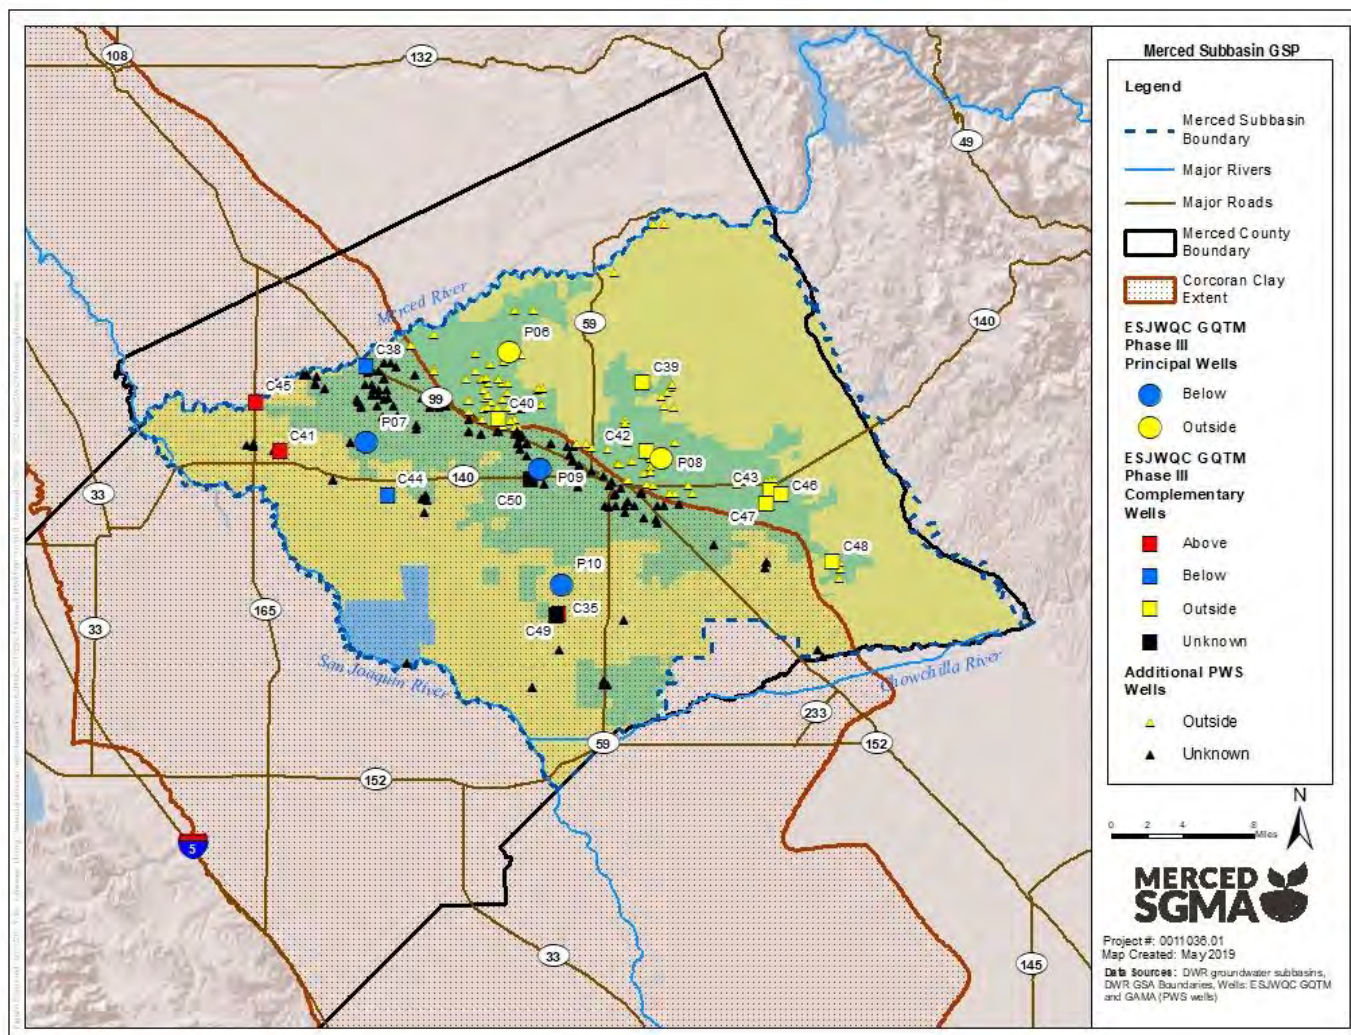 Merced Subbasin GSP
Legend
Merced Subbasin
Boundary
Major Rivers
Major Roads
Merced County
Boundary
Corcoran Clay
Extent
ESJWQC GQTM
Phase III
Principal Wells
Below
Outside
ESJWQC GQTM
Phase III
Complementary
Wells
Above
Below
Outside
Unknown
Additional PWS
Wells
Outside
Unknown
N
0 2 4 8 Miles
MERCED
SGMA
Project #: 0011036.01
Map Created: May 2019
Data Sources: DWR groundwater subbasins,
DWR GSA Boundaries, Wells: ESJWQC GQTM
and GAMA (PWS wells)
108
132
49
Merced River
59
140
P06
C38
C39
C45
99
C40
P07
C41
C42
P08
C44
140
P09
C43
C46
C50
C47
33
C48
P10
165
C35
C49
33
San Joaquin River
Chowchilla River
233
59
152
152
5
33
145